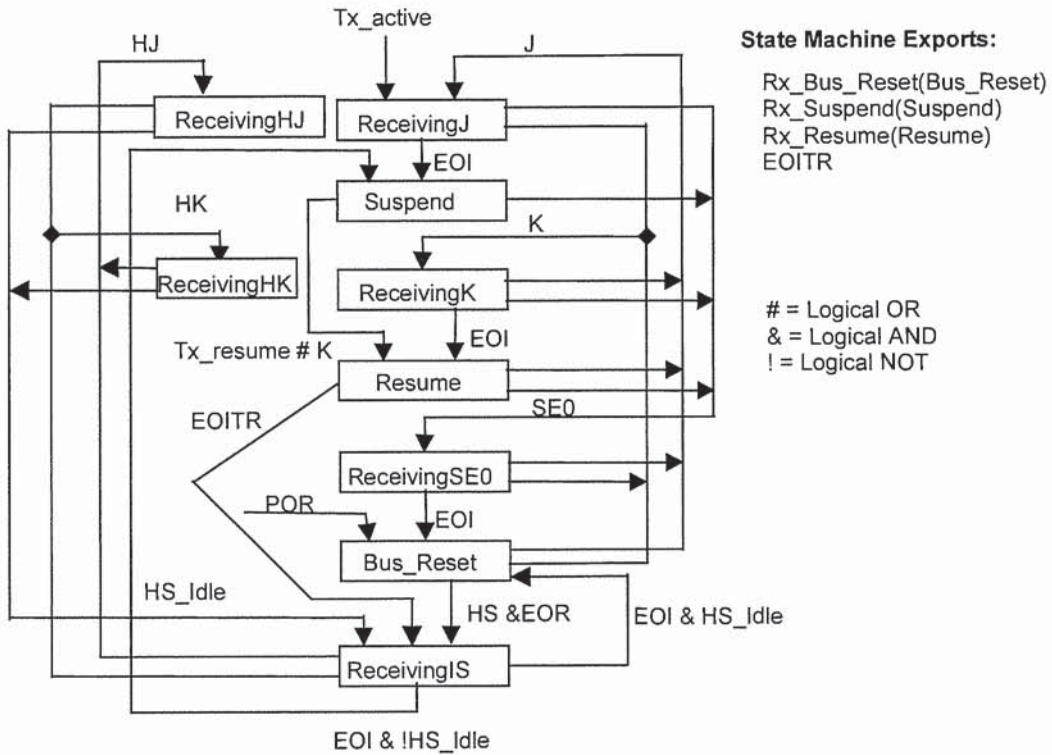 Tx_active
HJ
J
State Machine Exports:
Rx_Bus_Reset(Bus_Reset)
Rx_Suspend(Suspend)
Rx_Resume(Resume)
EOITR
ReceivingHJ
ReceivingJ
EOI
Suspend
HK
K
ReceivingHK
ReceivingK
# = Logical OR
& = Logical AND
! = Logical NOT
EOI
Tx_resume # K
Resume
EOITR
SE0
ReceivingSE0
POR
EOI
Bus_Reset
HS_Idle
HS &EOR
EOI & HS_Idle
ReceivingIS
EOI & !HS_Idle